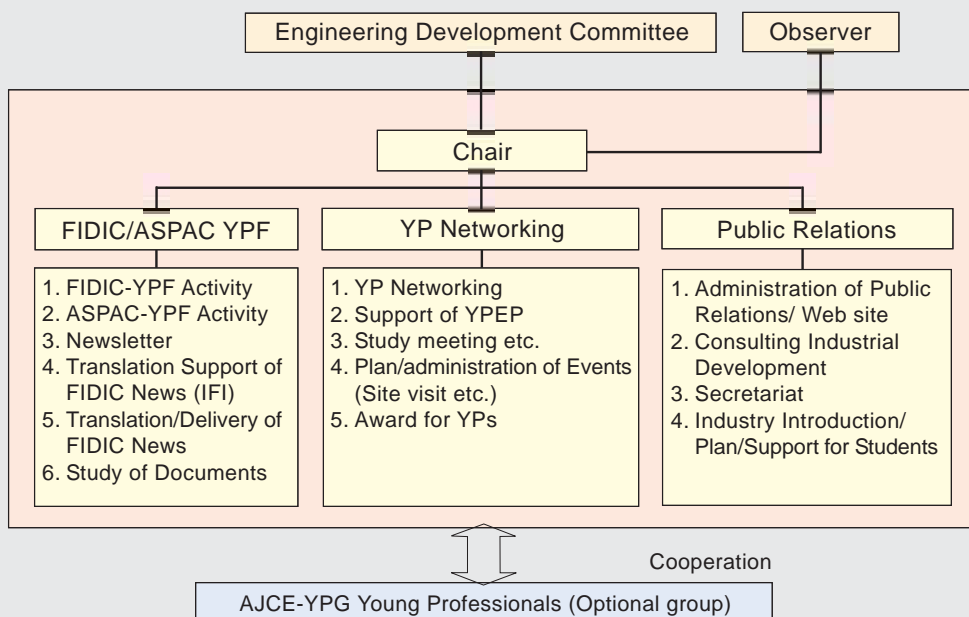 Engineering Development Committee
Observer
Chair
FIDIC/ASPAC YPF
1. FIDIC-YPF Activity
2. ASPAC-YPF Activity
3. Newsletter
4. Translation Support of
FIDIC News (IFI)
5. Translation/Delivery of
FIDIC News
6. Study of Documents
YP Networking
1. YP Networking
2. Support of YPEP
3. Study meeting etc.
4. Plan/administration of Events
(Site visit etc.)
5. Award for YPs
Public Relations
1. Administration of Public
Relations/ Web site
2. Consulting Industrial
Development
3. Secretariat
4. Industry Introduction/
Plan/Support for Students
Cooperation
AJCE-YPG Young Professionals (Optional group)